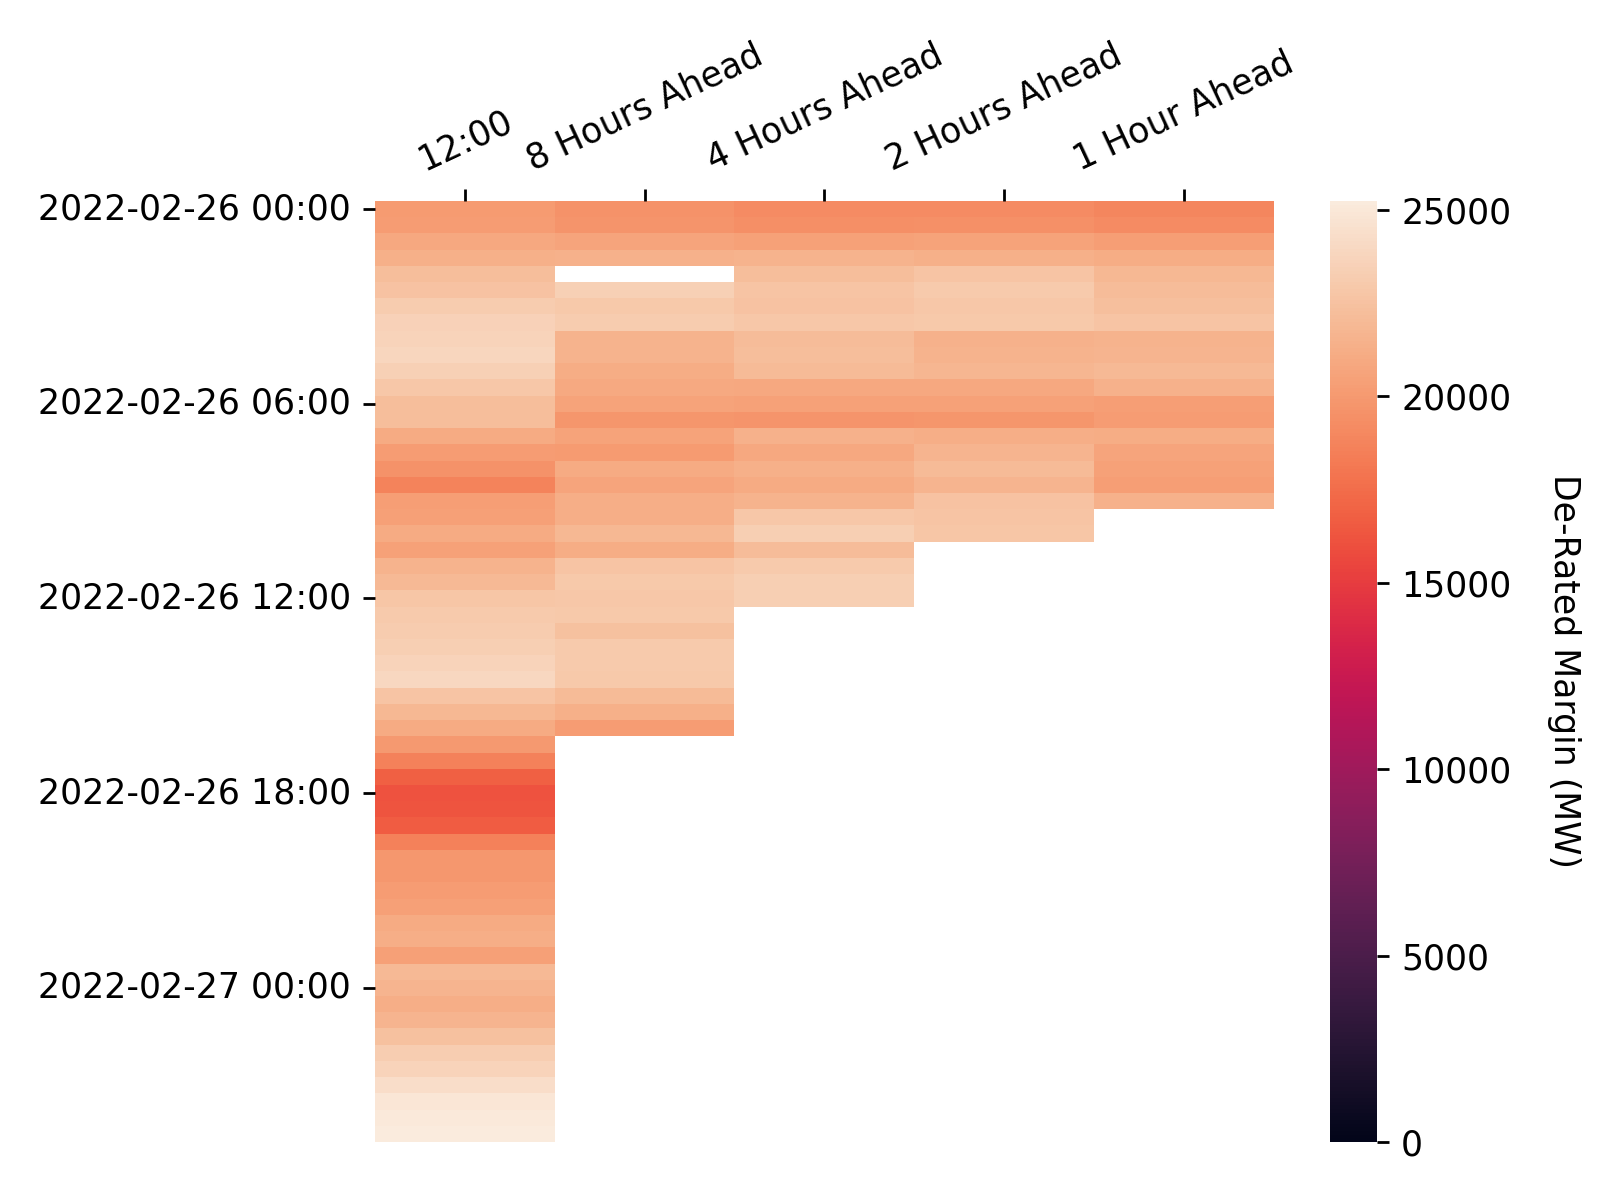 12:00
8 Hours Ahead
4 Hours Ahead
2 Hours Ahead
1 Hour Ahead
2022-02-26 00:00
2022-02-26 06:00
2022-02-26 12:00
2022-02-26 18:00
2022-02-27 00:00
25000
20000
15000
10000
5000
0
De-Rated Margin (MW)